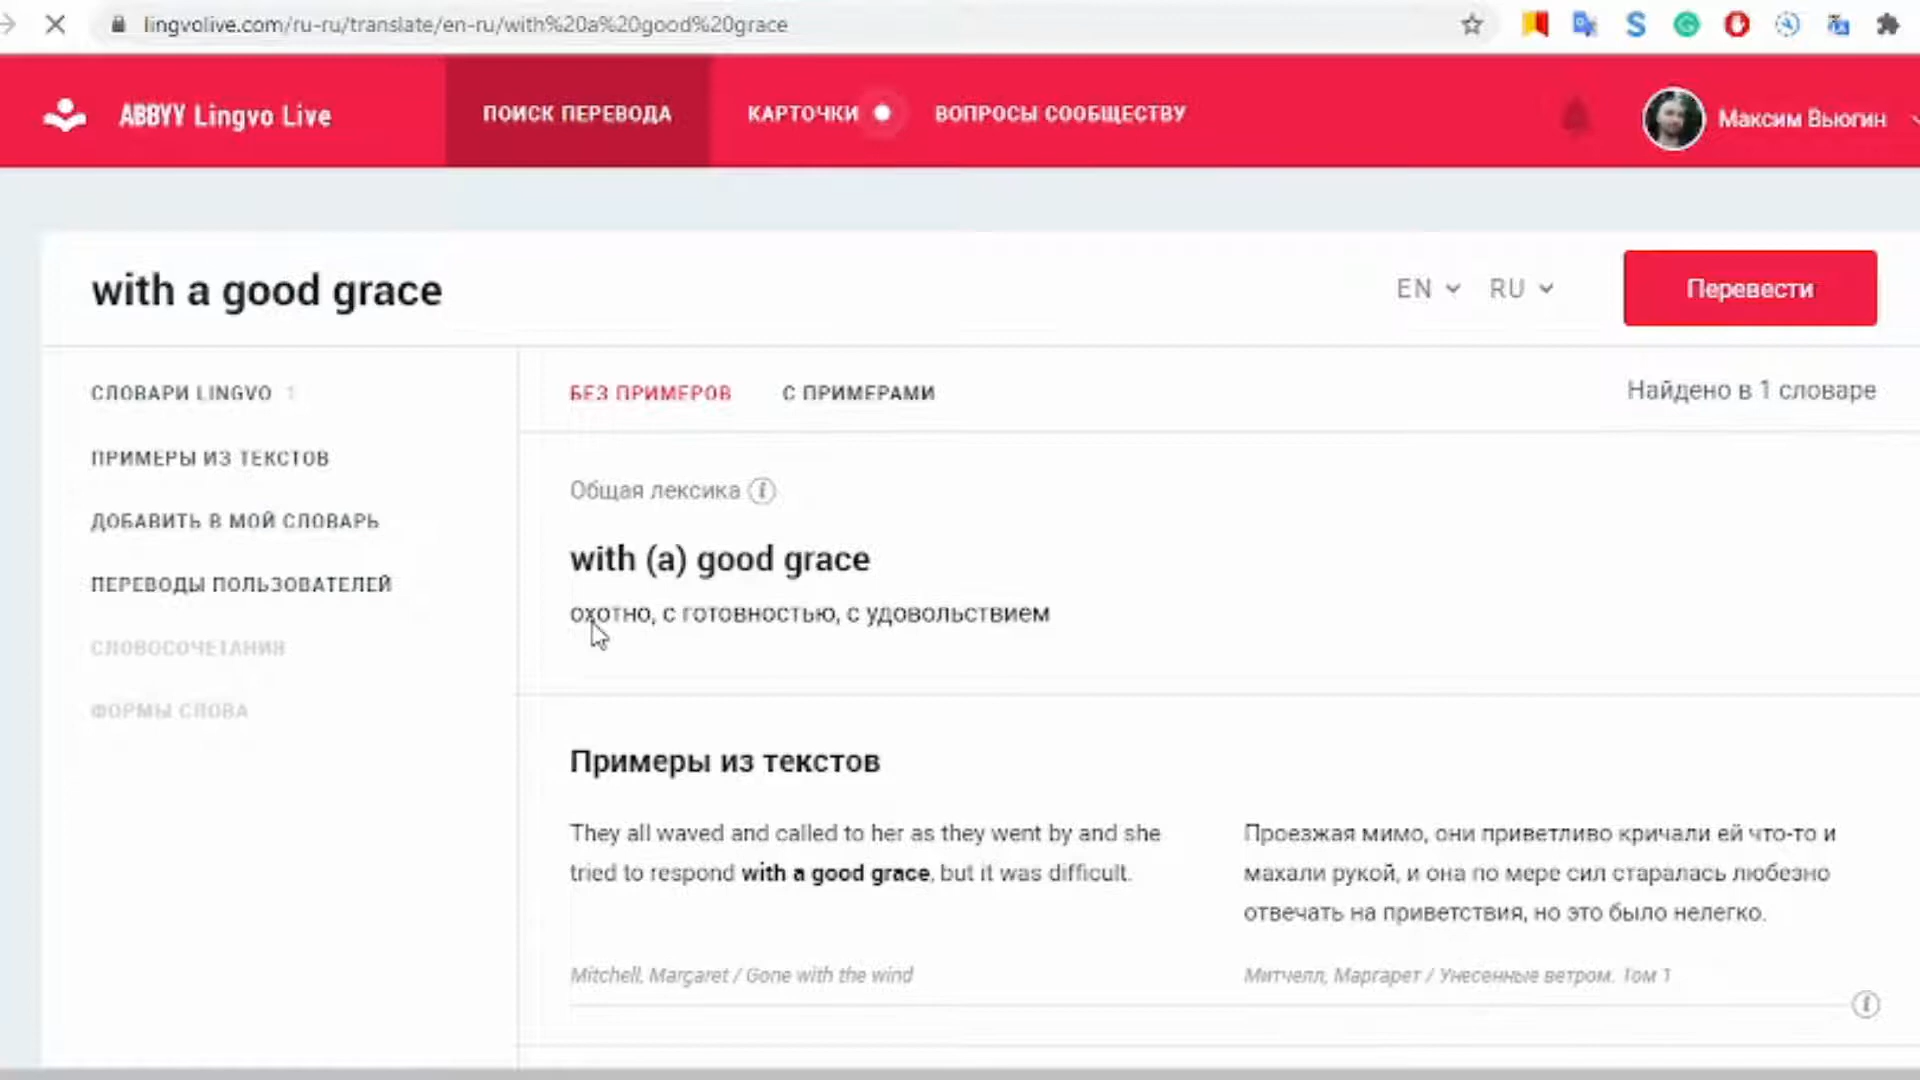 lingvolive.com/ru-ru/translate/en-ru/with%20a%20good%20grace
ABBYY Lingvo Live
ПОИСК ПЕРЕВОДА
КАРТОЧКИ
ВОПРОСЫ СООБЩЕСТВУ
Максим Вьюгин
with a good grace
EN
RU
Перевести
СЛОВАРИ LINGVO 1
ПРИМЕРЫ ИЗ ТЕКСТОВ
ДОБАВИТЬ В МОЙ СЛОВАРЬ
ПЕРЕВОДЫ ПОЛЬЗОВАТЕЛЕЙ
СЛОВОСОЧЕТАНИЯ
ФОРМЫ СЛОВА
БЕЗ ПРИМЕРОВ
С ПРИМЕРАМИ
Найдено в 1 словаре
Общая лексика
with (a) good grace
охотно, с готовностью, с удовольствием
Примеры из текстов
They all waved and called to her as they went by and she
tried to respond with a good grace, but it was difficult.
Mitchell, Margaret / Gone with the wind
Проезжая мимо, они приветливо кричали ей что-то и
махали рукой, и она по мере сил старалась любезно
отвечать на приветствия, но это было нелегко.
Митчелл, Маргарет / Унесенные ветром. Том 1